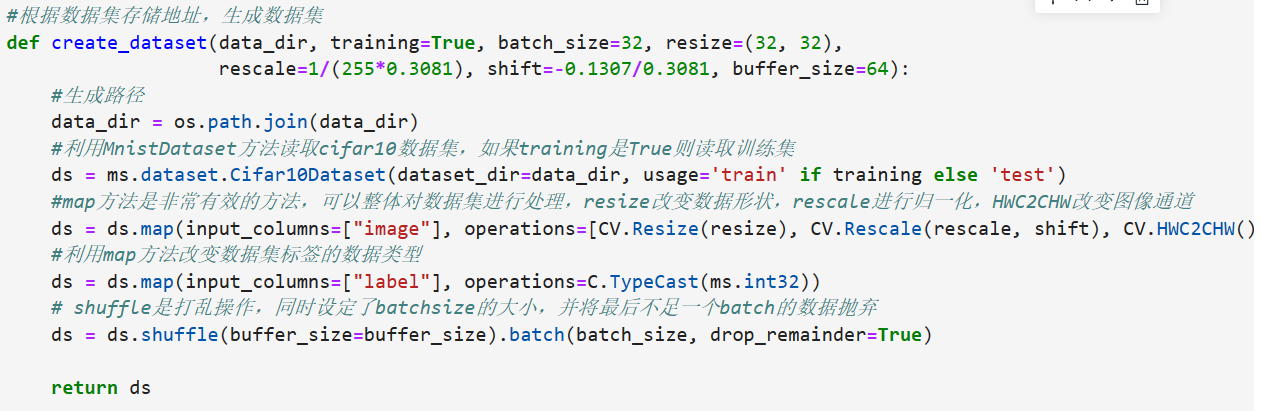 #根据数据集存储地址，生成数据集
def create_dataset(data_dir, training=True, batch_size=32, resize=(32, 32),
                   rescale=1/(255*0.3081), shift=-0.1307/0.3081, buffer_size=64):
    #生成路径
    data_dir = os.path.join(data_dir)
    #利用MnistDataset方法读取cifar10数据集，如果training是True则读取训练集
    ds = ms.dataset.Cifar10Dataset(dataset_dir=data_dir, usage='train' if training else 'test')
    #map方法是非常有效的方法，可以整体对数据集进行处理，resize改变数据形状，rescale进行归一化，HWC2CHW改变图像通道
    ds = ds.map(input_columns=["image"], operations=[CV.Resize(resize), CV.Rescale(rescale, shift), CV.HWC2CHW()
    #利用map方法改变数据集标签的数据类型
    ds = ds.map(input_columns=["label"], operations=C.TypeCast(ms.int32))
    # shuffle是打乱操作，同时设定了batchsize的大小，并将最后不足一个batch的数据抛弃
    ds = ds.shuffle(buffer_size=buffer_size).batch(batch_size, drop_remainder=True)
    return ds